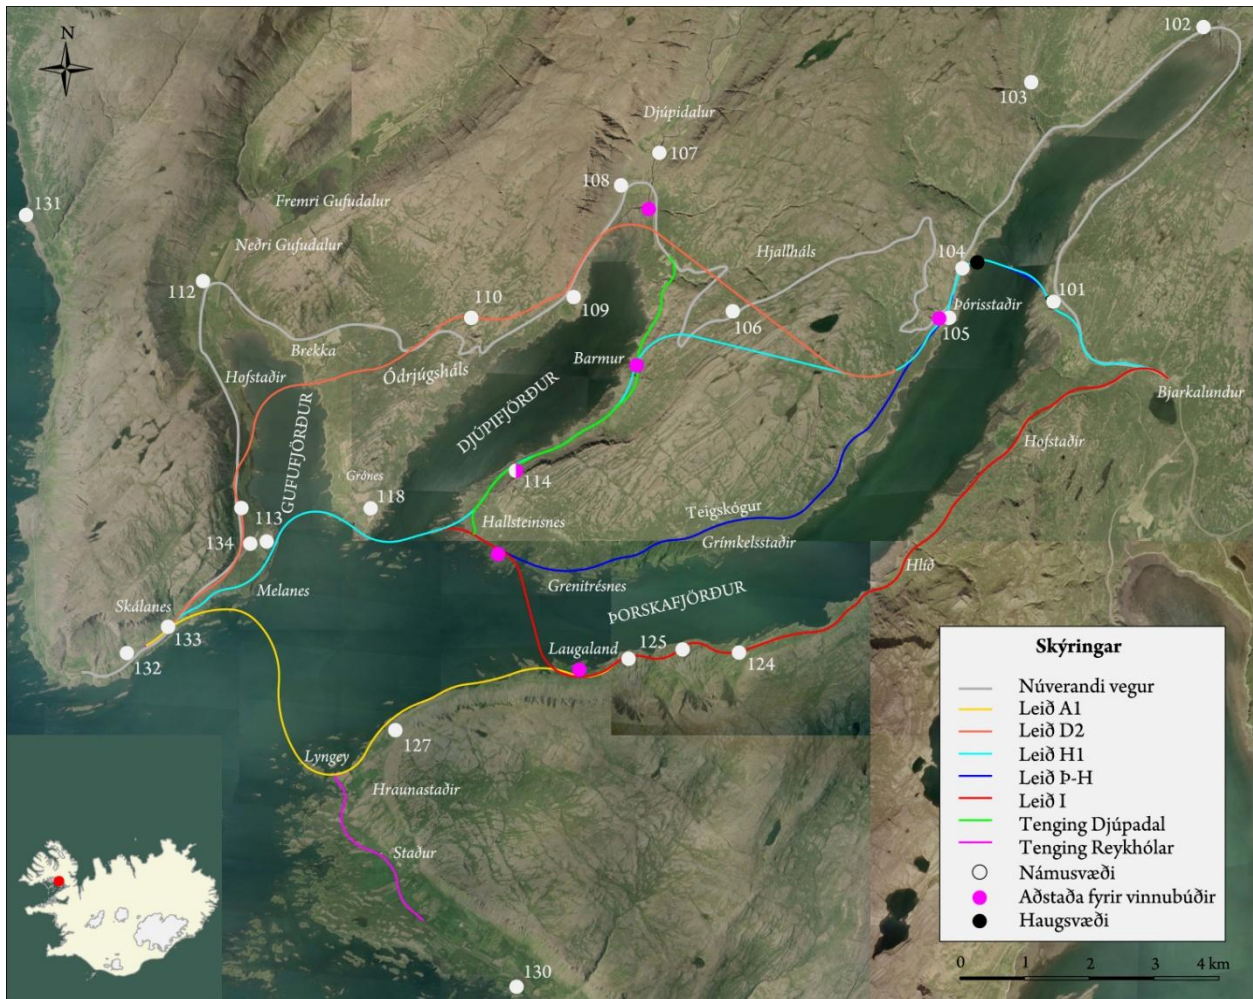 N
102
103
Djúpidalur
107
108
131
Fremri Gufudalur
Neðri Gufudalur
Hjallháls
104
112
110
109
106
105
Þórisstaðir
101
Brekka
Ódrjúgsháls
Barmur
Hofstaðir
DJÚPIFJÖRÐUR
Bjarkalundur
GUFUFJÖRÐUR
Hofstaðir
Grónes
118
114
113
134
Hallsteinsnes
Teigskógur
Grímkelsstaðir
Melanes
Grenitrésnes
Hlíð
ÞORSKAFJÖRÐUR
Skálanes
133
132
Laugaland
125
124
127
Lyngey
Hraunastaðir
Staður
130
Skýringar
Núverandi vegur
Leið A1
Leið D2
Leið H1
Leið Þ-H
Leið I
Tenging Djúpadal
Tenging Reykhólar
Námusvæði
Aðstaða fyrir vinnubúðir
Haugsvæði
0 1 2 3 4 km